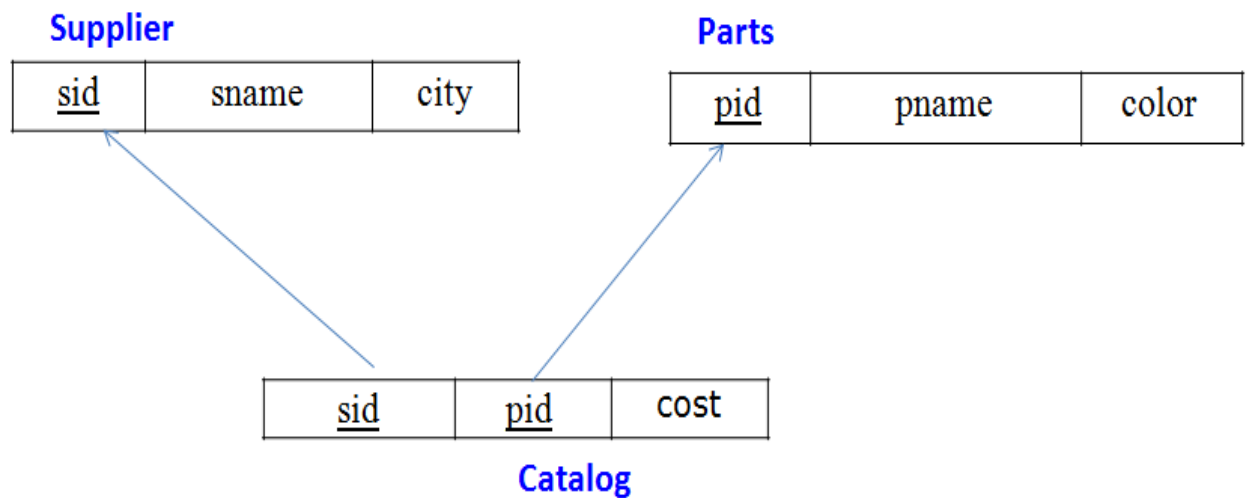 Supplier
sid sname city
Parts
pid pname color
sid pid cost
Catalog